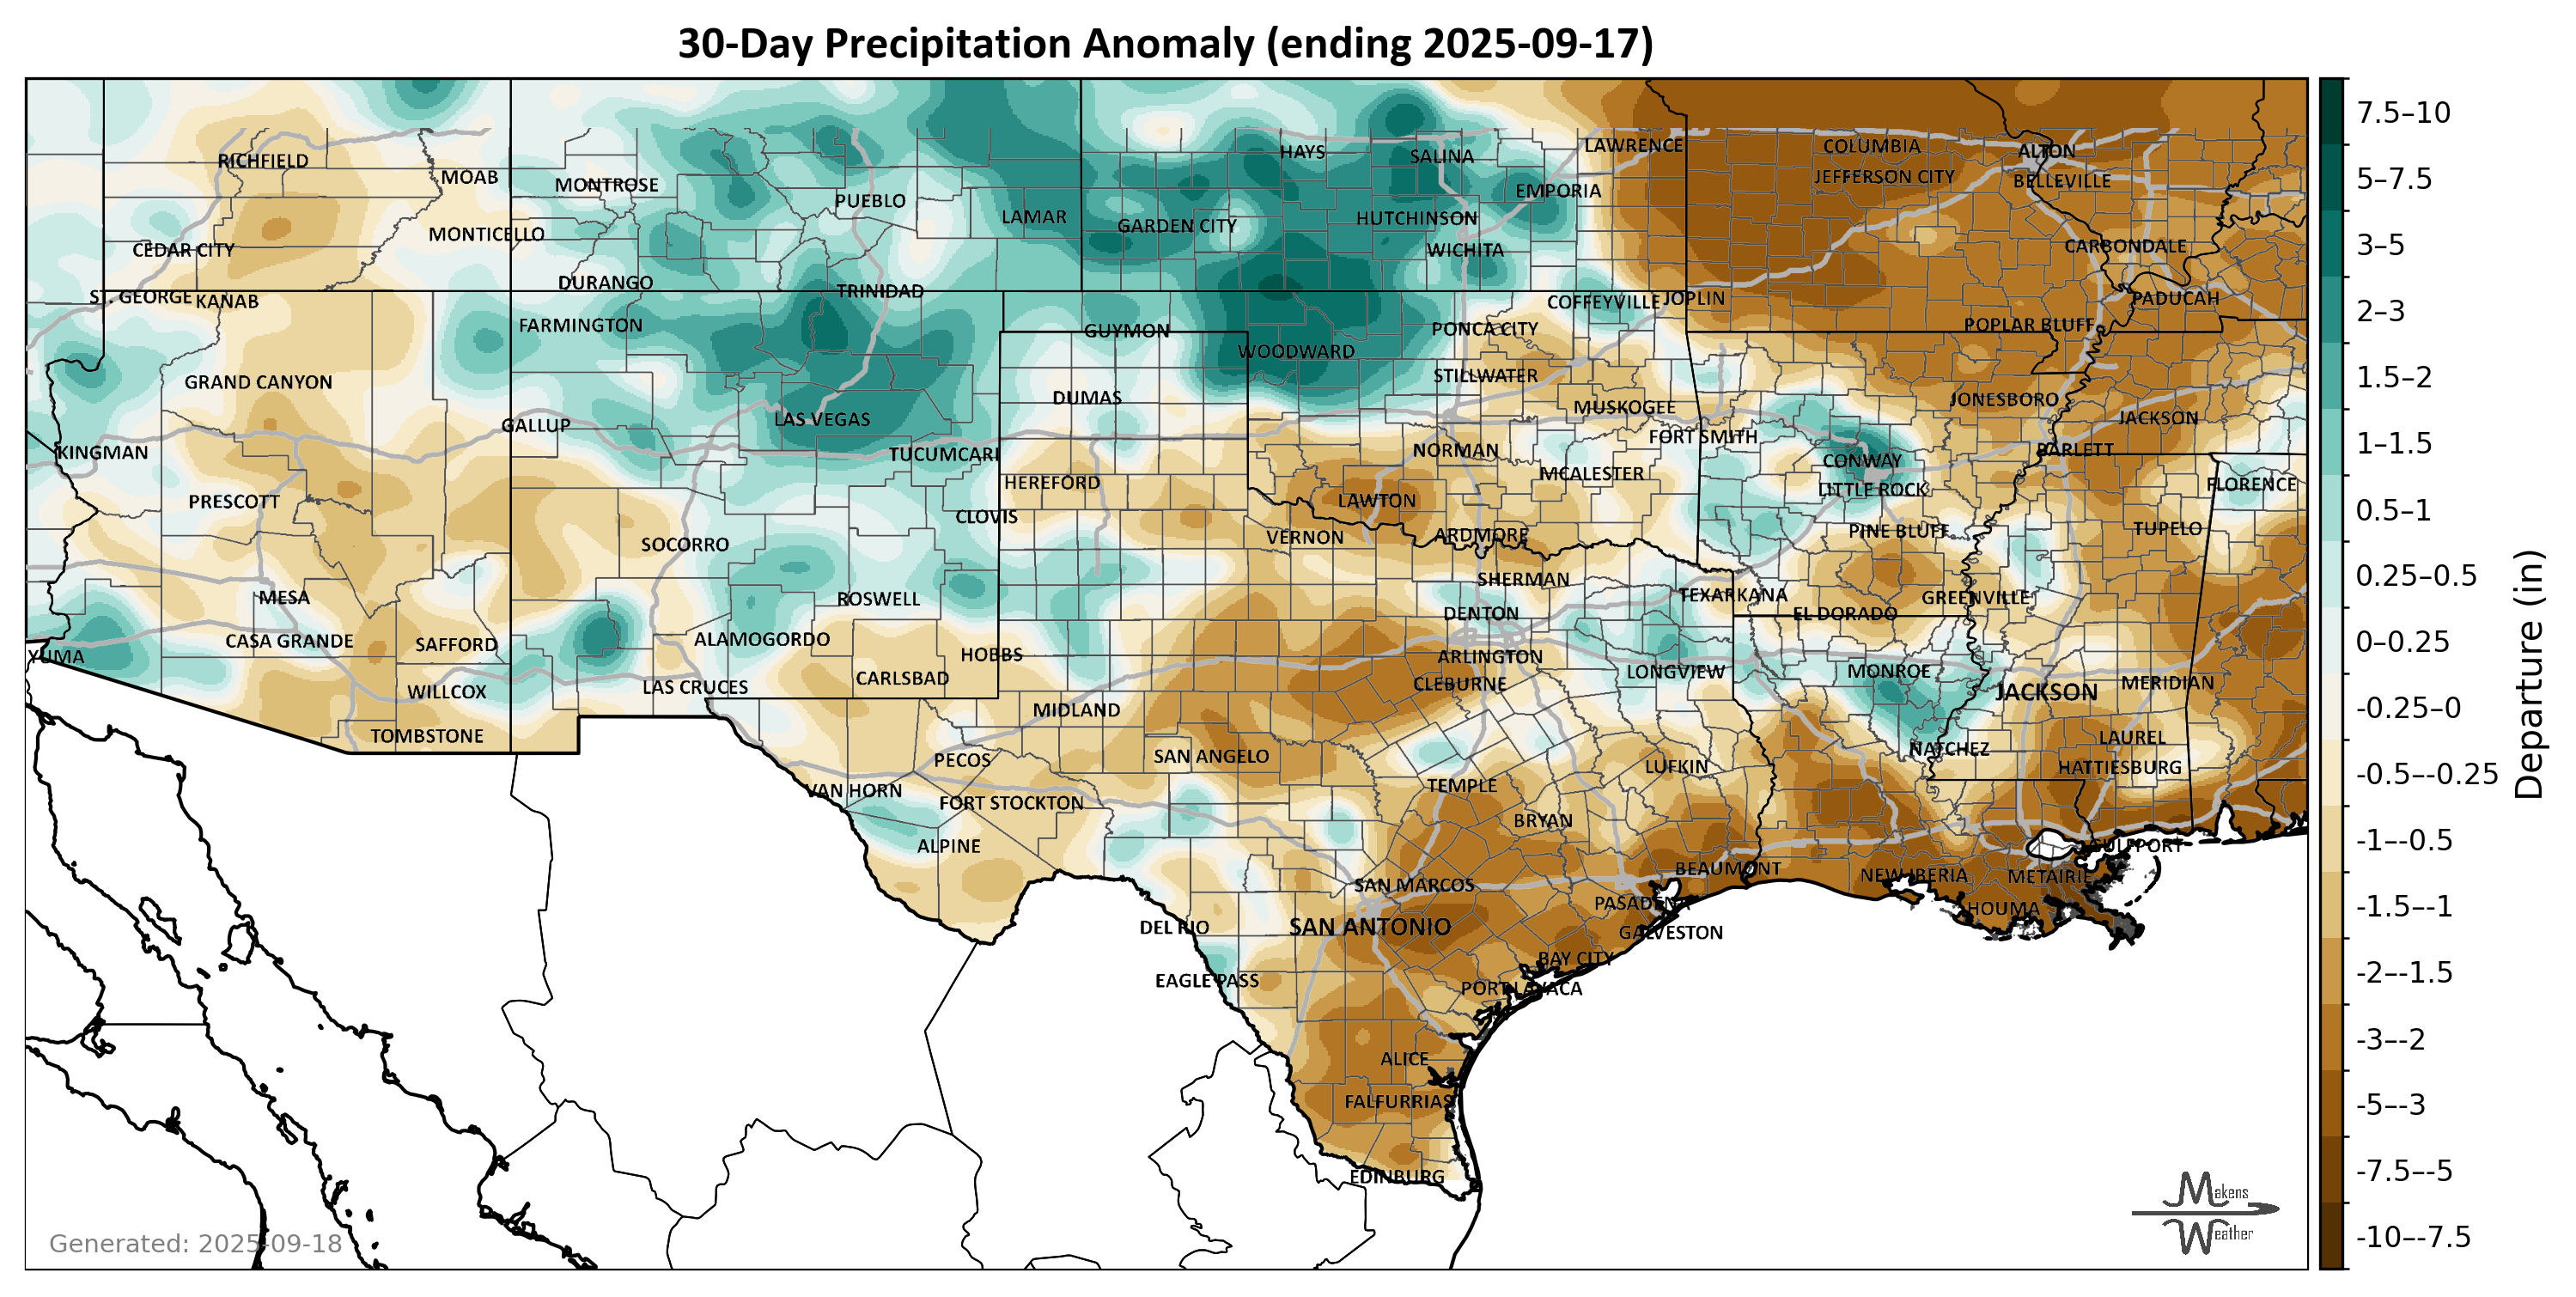 30-Day Precipitation Anomaly (ending 2025-09-17)
RICHFIELD
MOAB
MONTROSE
PUEBLO
LAMAR
HAYS
SALINA
LAWRENCE
COLUMBIA
ALTON
JEFFERSON CITY
BELLEVILLE
EMPORIA
GARDEN CITY
HUTCHINSON
WICHITA
CEDAR CITY
MONTICELLO
CARBONDALE
DURANGO
TRINIDAD
ST. GEORGE
KANAB
COFFEYVILLE
JOPLIN
PADUCAH
FARMINGTON
GUYMON
PONCA CITY
POPLAR BLUFF
WOODWARD
GRAND CANYON
STILLWATER
DUMAS
MUSKOGEE
JONESBORO
JACKSON
GALLUP
LAS VEGAS
FORT SMITH
KINGMAN
TUCUMCARI
NORMAN
BARLETT
CONWAY
MCALESTER
HEREFORD
LITTLE ROCK
FLORENCE
PRESCOTT
LAWTON
CLOVIS
VERNON
ARDMORE
PINE BLUFF
TUPELO
SOCORRO
SHERMAN
MESA
ROSWELL
TEXARKANA
GREENVILLE
DENTON
EL DORADO
CASA GRANDE
SAFFORD
ALAMOGORDO
YUMA
HOBBS
ARLINGTON
LONGVIEW
MONROE
CARLSBAD
CLEBURNE
WILLCOX
LAS CRUCES
JACKSON
MERIDIAN
MIDLAND
TOMBSTONE
SAN ANGELO
NATCHEZ
LAUREL
PECOS
LUFKIN
HATTIESBURG
VAN HORN
FORT STOCKTON
TEMPLE
BRYAN
ALPINE
GULFPORT
SAN MARCOS
BEAUMONT
NEW IBERIA
METAIRIE
PASADENA
HOUMA
DEL RIO
SAN ANTONIO
GALVESTON
BAY CITY
EAGLE PASS
PORT LAVACA
ALICE
FALFURRIAS
EDINBURG
Generated: 2025-09-18
Makens
Weather
7.5–10
5–7.5
3–5
2–3
1.5–2
1–1.5
0.5–1
0.25–0.5
0–0.25
-0.25–0
-0.5–-0.25
-1–-0.5
-1.5–-1
-2–-1.5
-3–-2
-5–-3
-7.5–-5
-10–-7.5
Departure (in)